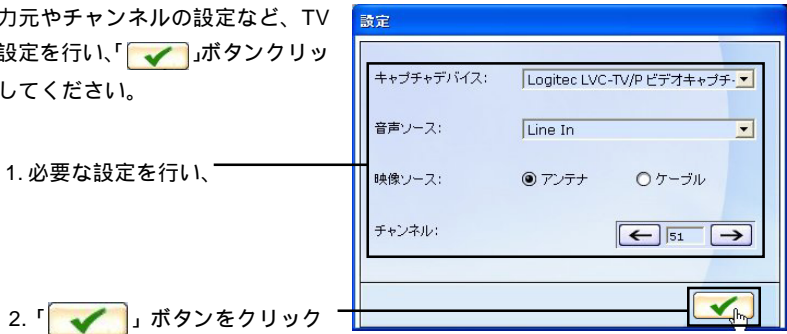 力元やチャンネルの設定など、TV
設定を行い、「 」ボタンクリッ
してください。
1. 必要な設定を行い、
2.「 」ボタンをクリック
設定
キャプチャデバイス: Logitec LVC-TV/P ビデオキャプチ
音声ソース: Line In
映像ソース: アンテナ ケーブル
チャンネル: 51